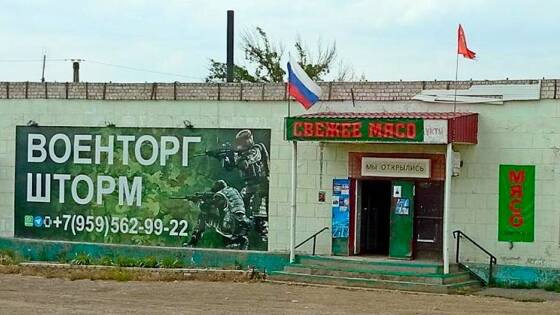 ВОЕНТОРГ
ШТОРМ
+7(959)562-99-22
СВЕЖЕЕ МЯСО
МЫ ОТКРЫЛИСЬ
МЯСО